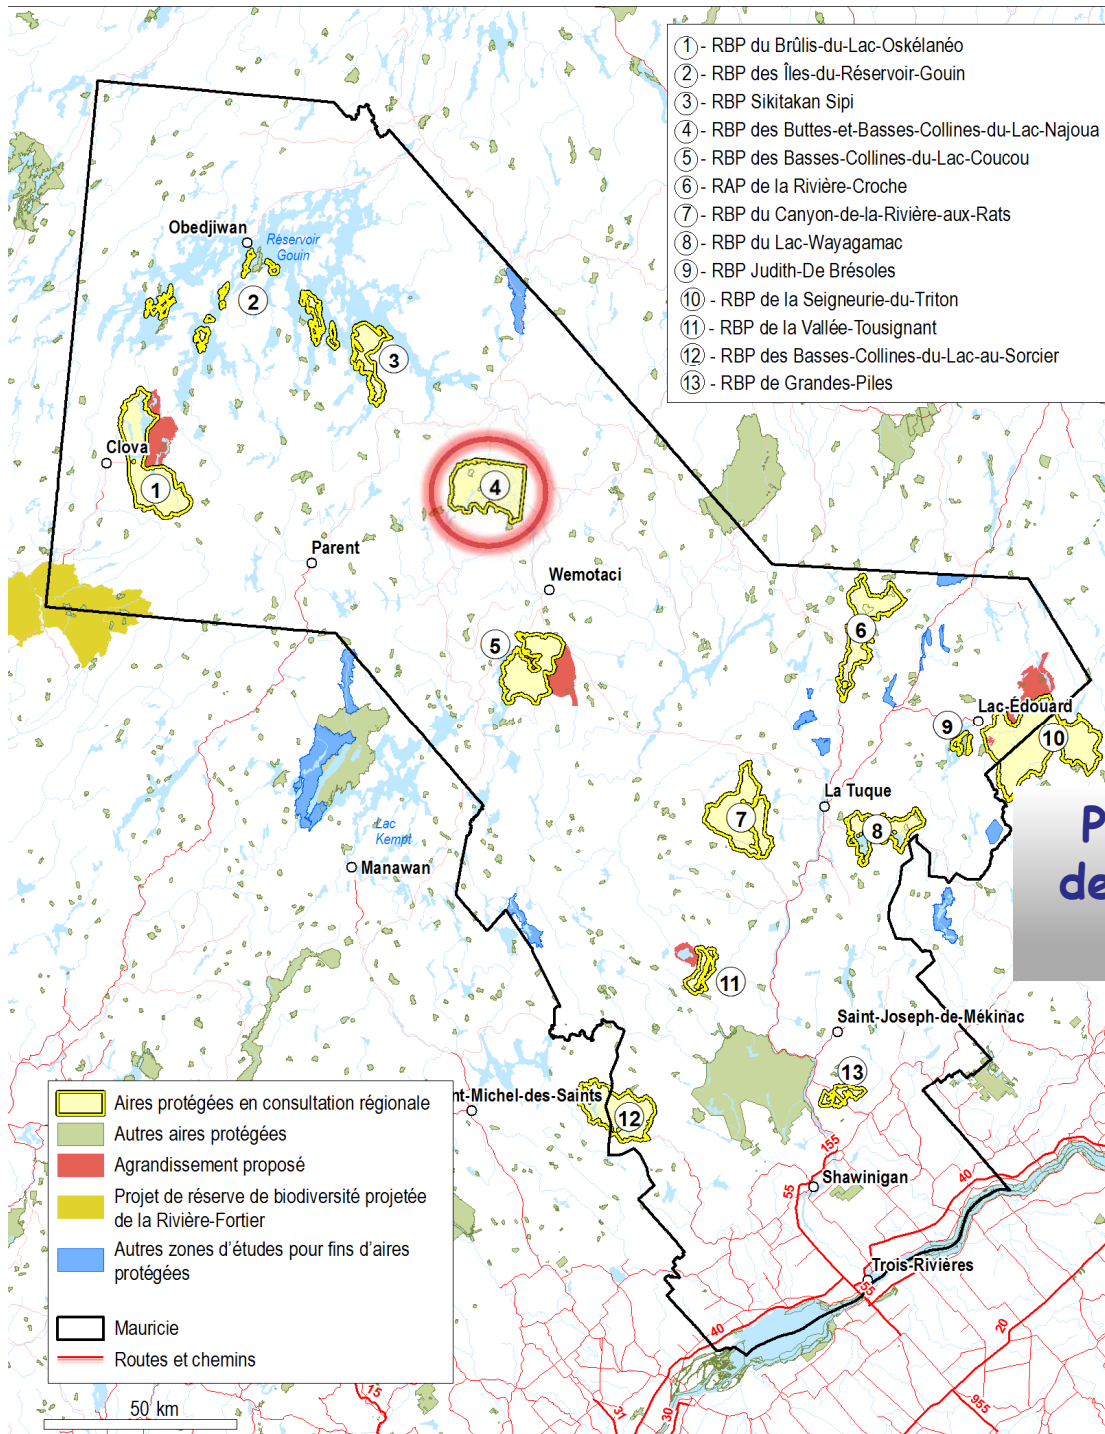 1 - RBP du Brûlis-du-Lac-Oskélanéo
2 - RBP des Îles-du-Réservoir-Gouin
3 - RBP Sikitakan Sipi
4 - RBP des Buttes-et-Basses-Collines-du-Lac-Najoua
5 - RBP des Basses-Collines-du-Lac-Coucou
6 - RAP de la Rivière-Croche
7 - RBP du Canyon-de-la-Rivière-aux-Rats
8 - RBP du Lac-Wayagamac
9 - RBP Judith-De Brésoles
10 - RBP de la Seigneurie-du-Triton
11 - RBP de la Vallée-Tousignant
12 - RBP des Basses-Collines-du-Lac-au-Sorcier
13 - RBP de Grandes-Piles
Obedjiwan
Réservoir
Gouin
2
3
Clova
1
4
Parent
Wemotaci
5
6
Lac-Édouard
9
10
La Tuque
7
8
Lac
Kempt
Manawan
P
de
11
Saint-Joseph-de-Mékinac
13
nt-Michel-des-Saints
12
155
Shawinigan
55
40
Trois-Rivières
55
40
20
955
15
31
30
Aires protégées en consultation régionale
Autres aires protégées
Agrandissement proposé
Projet de réserve de biodiversité projetée
de la Rivière-Fortier
Autres zones d'études pour fins d'aires
protégées
Mauricie
Routes et chemins
50 km